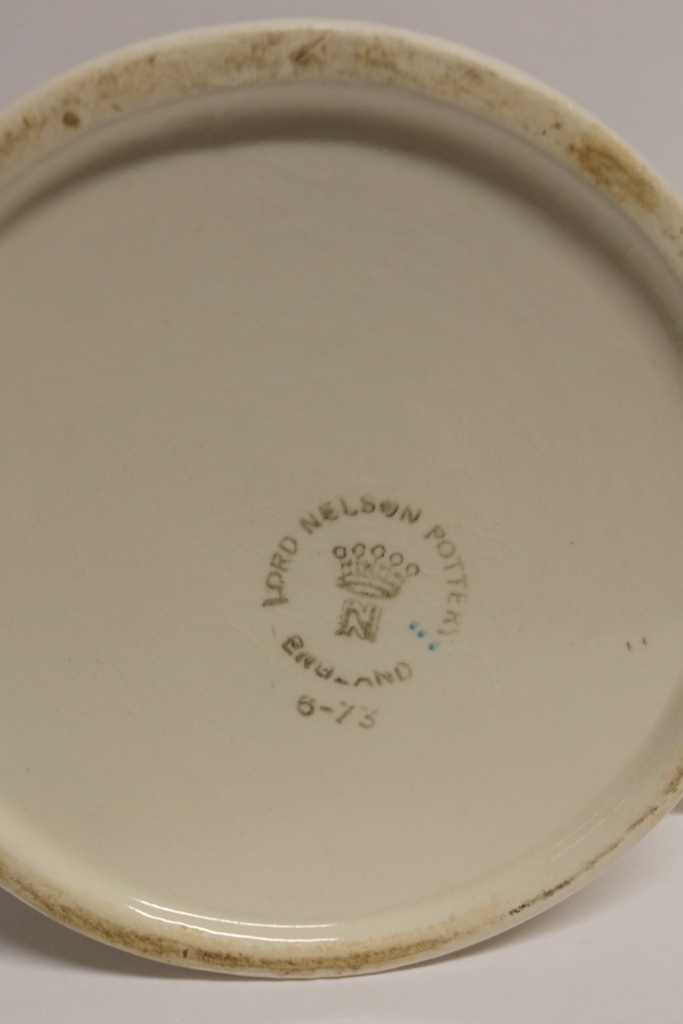 LORD NELSON POTTERY
N
ENGLAND
6-73